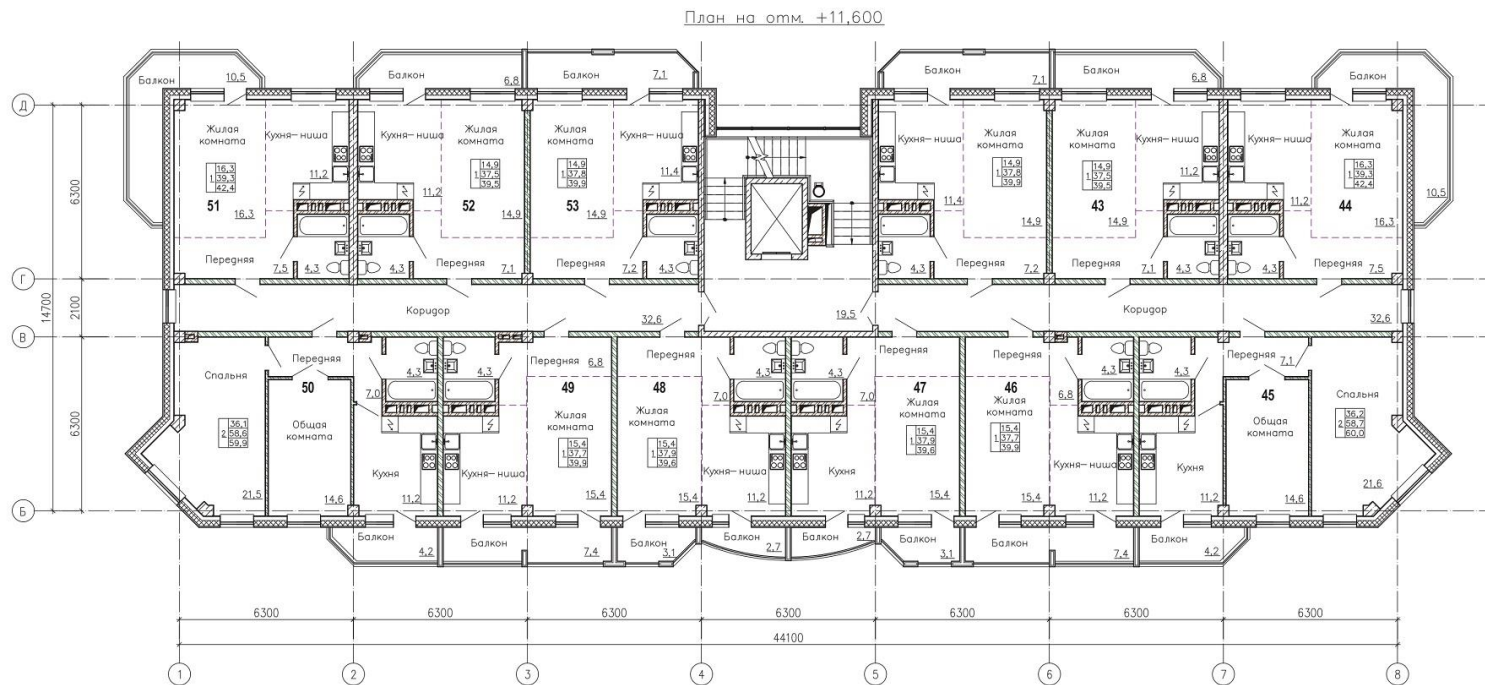 План на отм. +11,600
Балкон 10,5
Балкон 6,8
Балкон 7,1
Балкон 7,1
Балкон 6,8
Балкон
10,5
Д
Жилая комната
Кухня-ниша
Кухня-ниша
Жилая комната
Жилая комната
Кухня-ниша
Кухня-ниша
Жилая комната
Жилая комната
Кухня-ниша
Кухня-ниша
Жилая комната
16,3
1 39,3
42,4
14,9
1 37,5
39,5
14,9
1 37,8
39,9
14,9
1 37,8
39,9
14,9
1 37,5
39,5
16,3
1 39,3
42,4
11,2
11,2
11,4
11,4
11,2
11,2
51
52
53
43
44
16,3
14,9
14,9
14,9
14,9
16,3
Передняя 7,5 4,3
4,3 Передняя 7,1
Передняя 7,2 4,3
4,3 Передняя 7,2
Передняя 7,1 4,3
4,3 Передняя 7,5
Г
Коридор
32,6
19,5
Коридор
32,6
В
Передняя
Передняя 6,8
Передняя
Передняя
Передняя
Передняя 7,1
4,3
4,3
4,3
4,3
4,3
4,3
Спальня
50
49
48
47
46
45
Спальня
7,0
7,0
7,0
6,8
36,1
2 58,6
59,9
Общая комната
Жилая комната
15,4
1 37,7
39,9
Жилая комната
15,4
1 37,9
39,6
Жилая комната
15,4
1 37,9
39,6
Жилая комната
15,4
1 37,7
39,9
Общая комната
36,2
2 58,7
60,0
Кухня
Кухня-ниша
Кухня-ниша
Кухня
Кухня-ниша
Кухня
21,5
14,6
11,2
11,2
15,4
15,4
11,2
11,2
15,4
15,4
11,2
11,2
14,6
21,6
Б
Балкон 4,2
Балкон 7,4
Балкон 3,1
Балкон 2,7
Балкон 2,7
Балкон 3,1
Балкон 7,4
Балкон 4,2
6300
2100
6300
14700
6300 6300 6300 6300 6300 6300 6300
44100
1 2 3 4 5 6 7 8